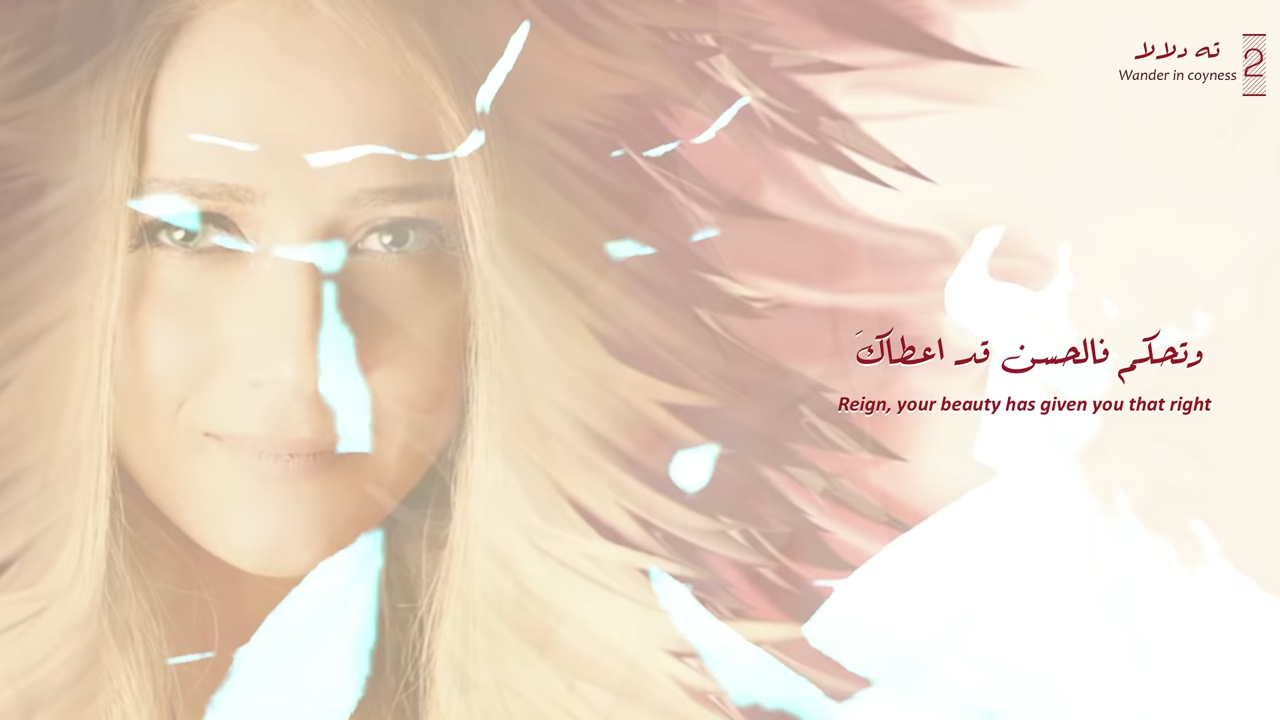 ته دلالا
Wander in coyness
2
وتحكم فالحسن قد اعطاكَ
Reign, your beauty has given you that right